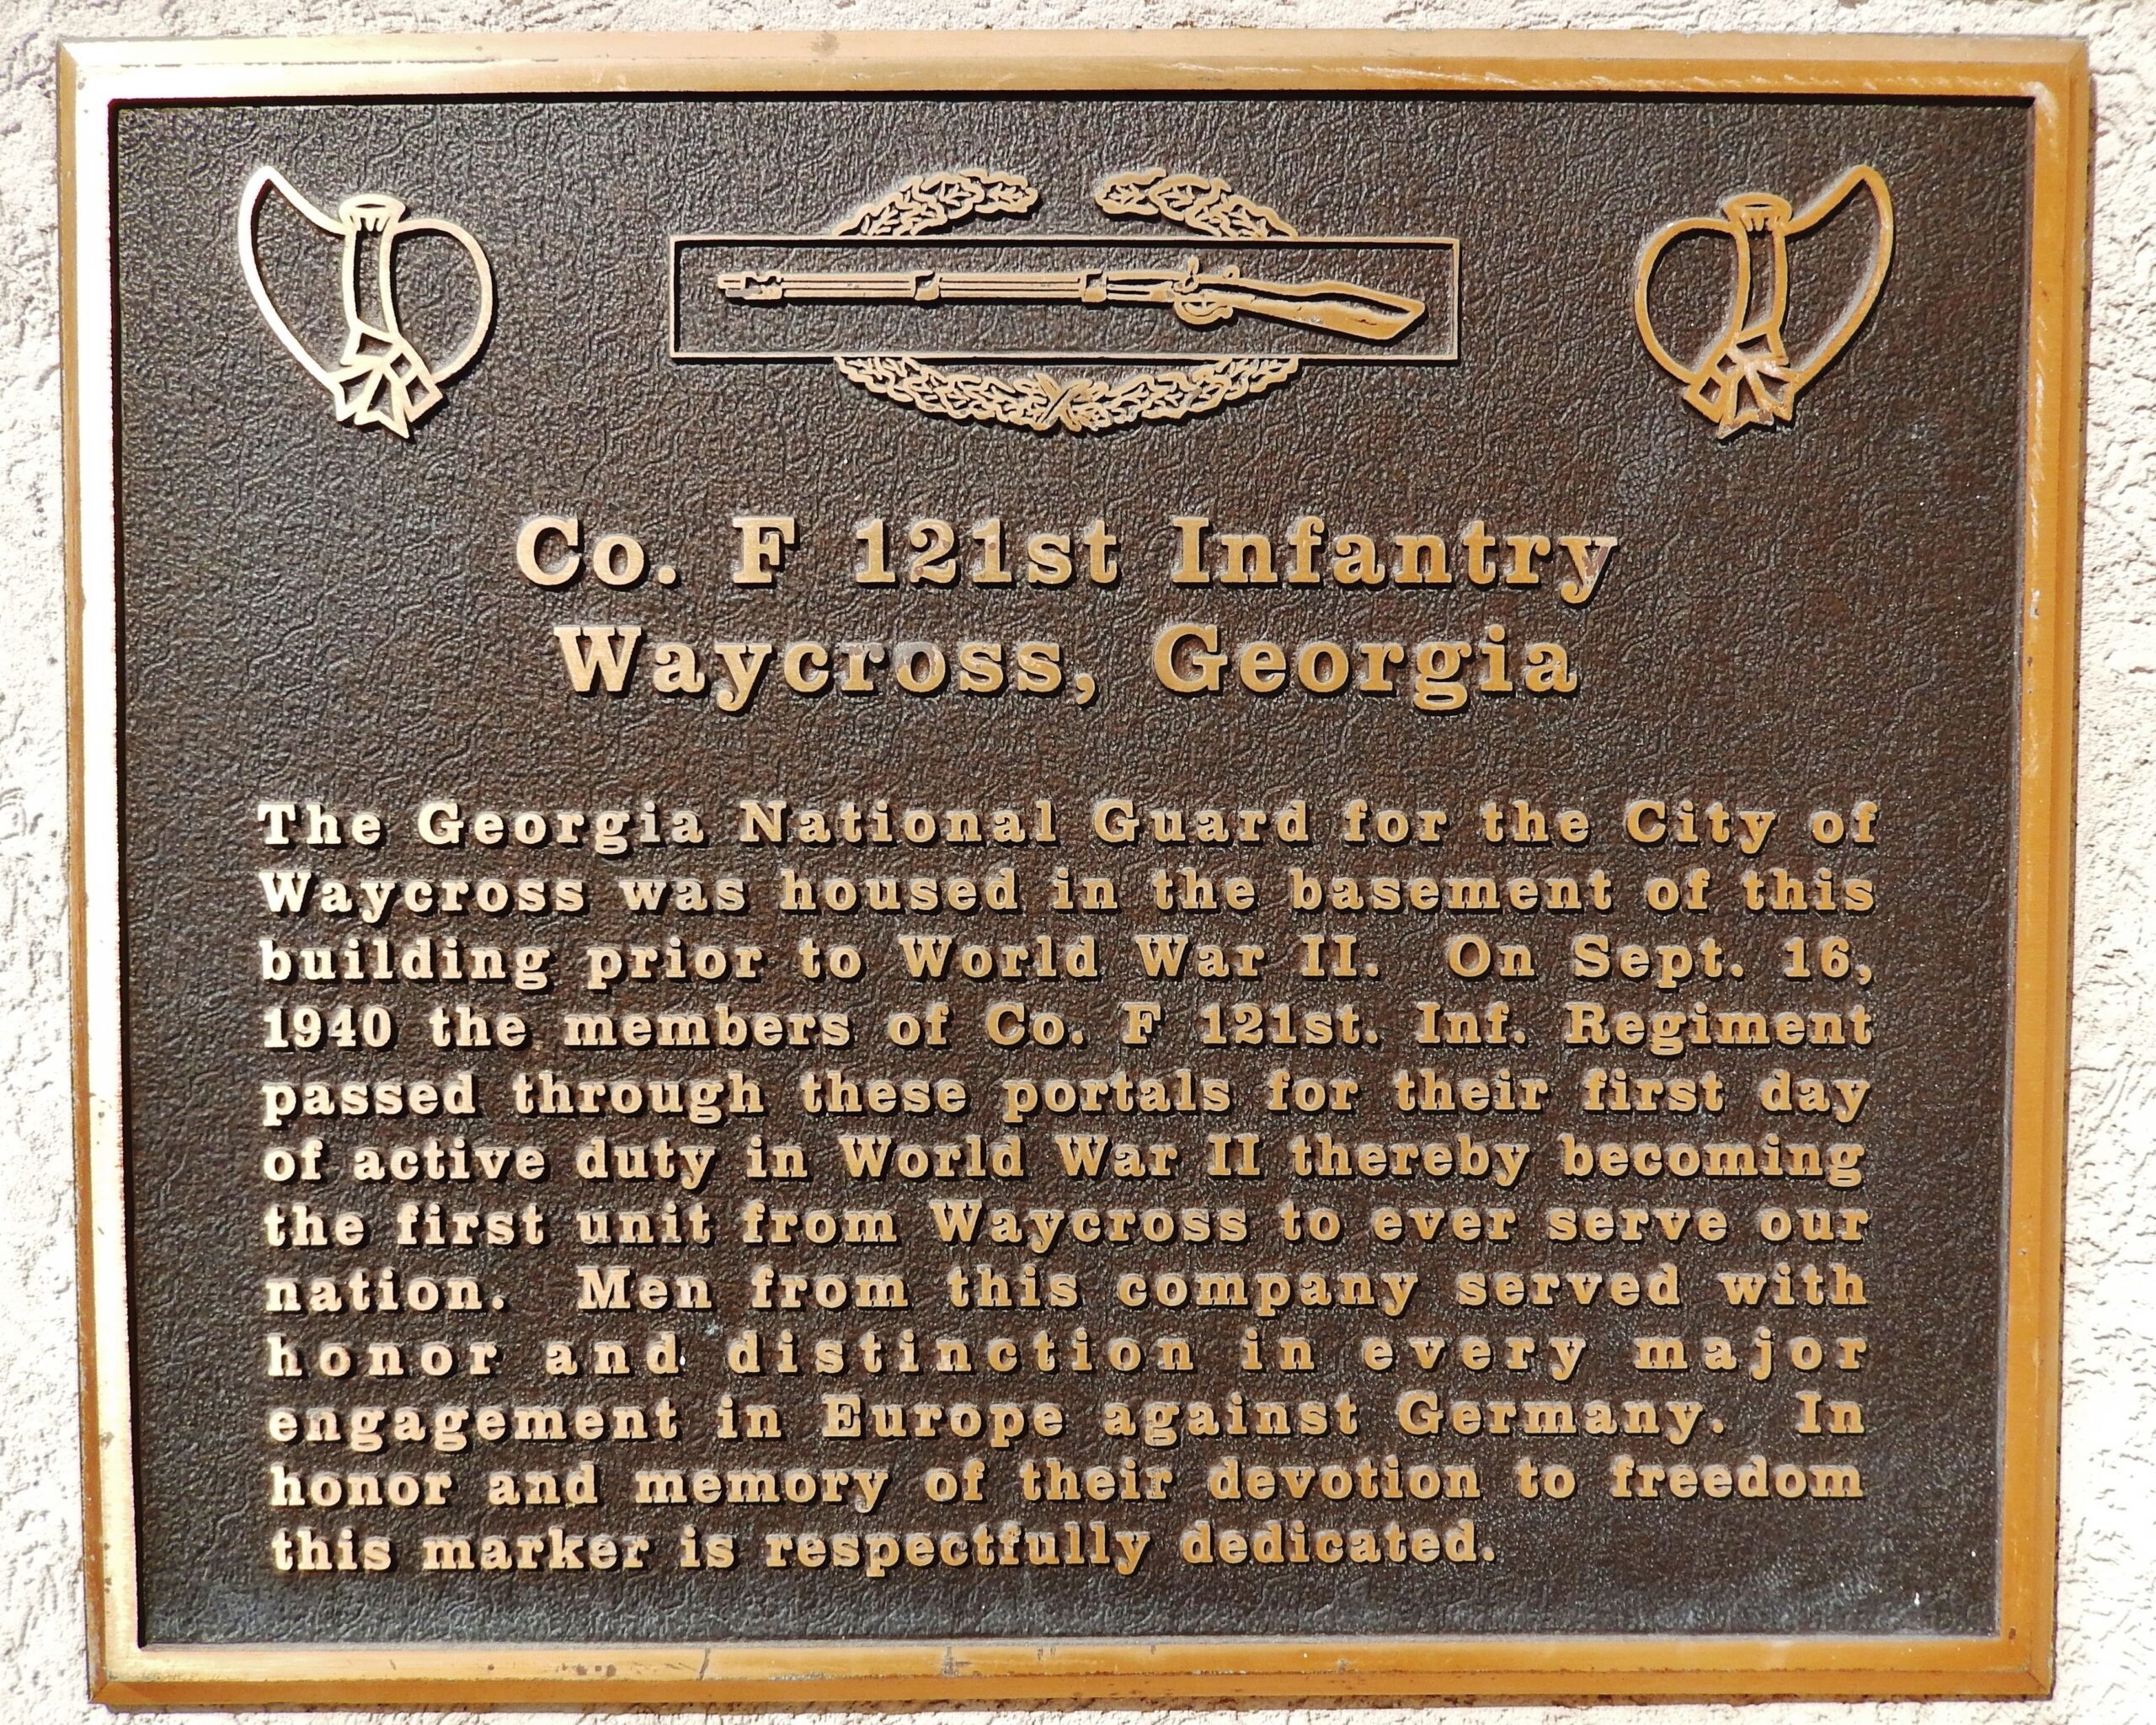 Co. F 121st Infantry
Waycross, Georgia
The Georgia National Guard for the City of
Waycross was housed in the basement of this
building prior to World War II. On Sept. 16,
1940 the members of Co. F 121st. Inf. Regiment
passed through these portals for their first day
of active duty in World War II thereby becoming
the first unit from Waycross to ever serve our
nation. Men from this company served with
honor and distinction in every major
engagement in Europe against Germany. In
honor and memory of their devotion to freedom
this marker is respectfully dedicated.